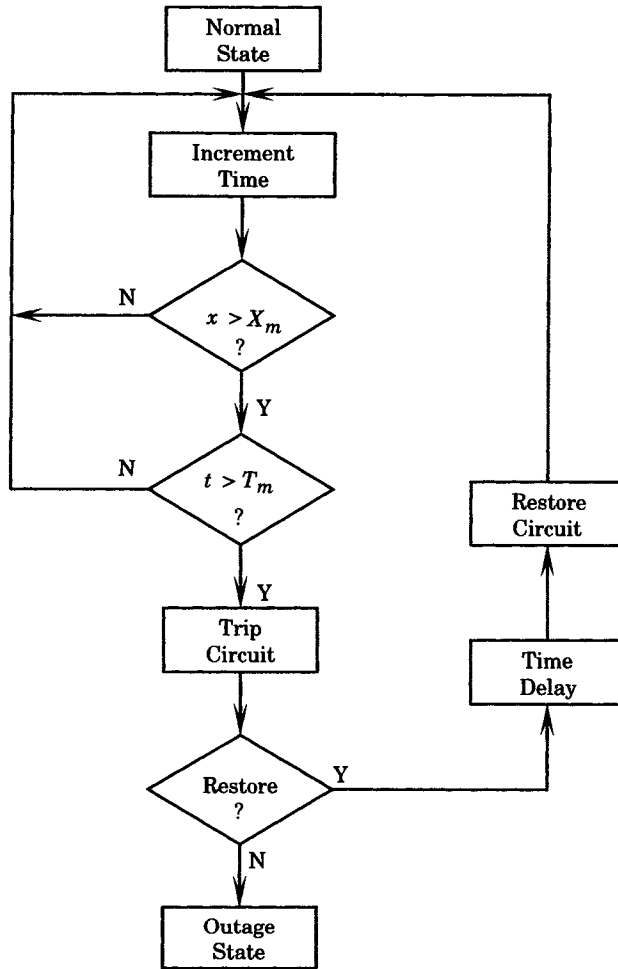 Normal
State
Increment
Time
N
x > X_m
?
Y
N
t > T_m
?
Y
Trip
Circuit
Restore
Circuit
Time
Delay
Restore
?
Y
N
Outage
State